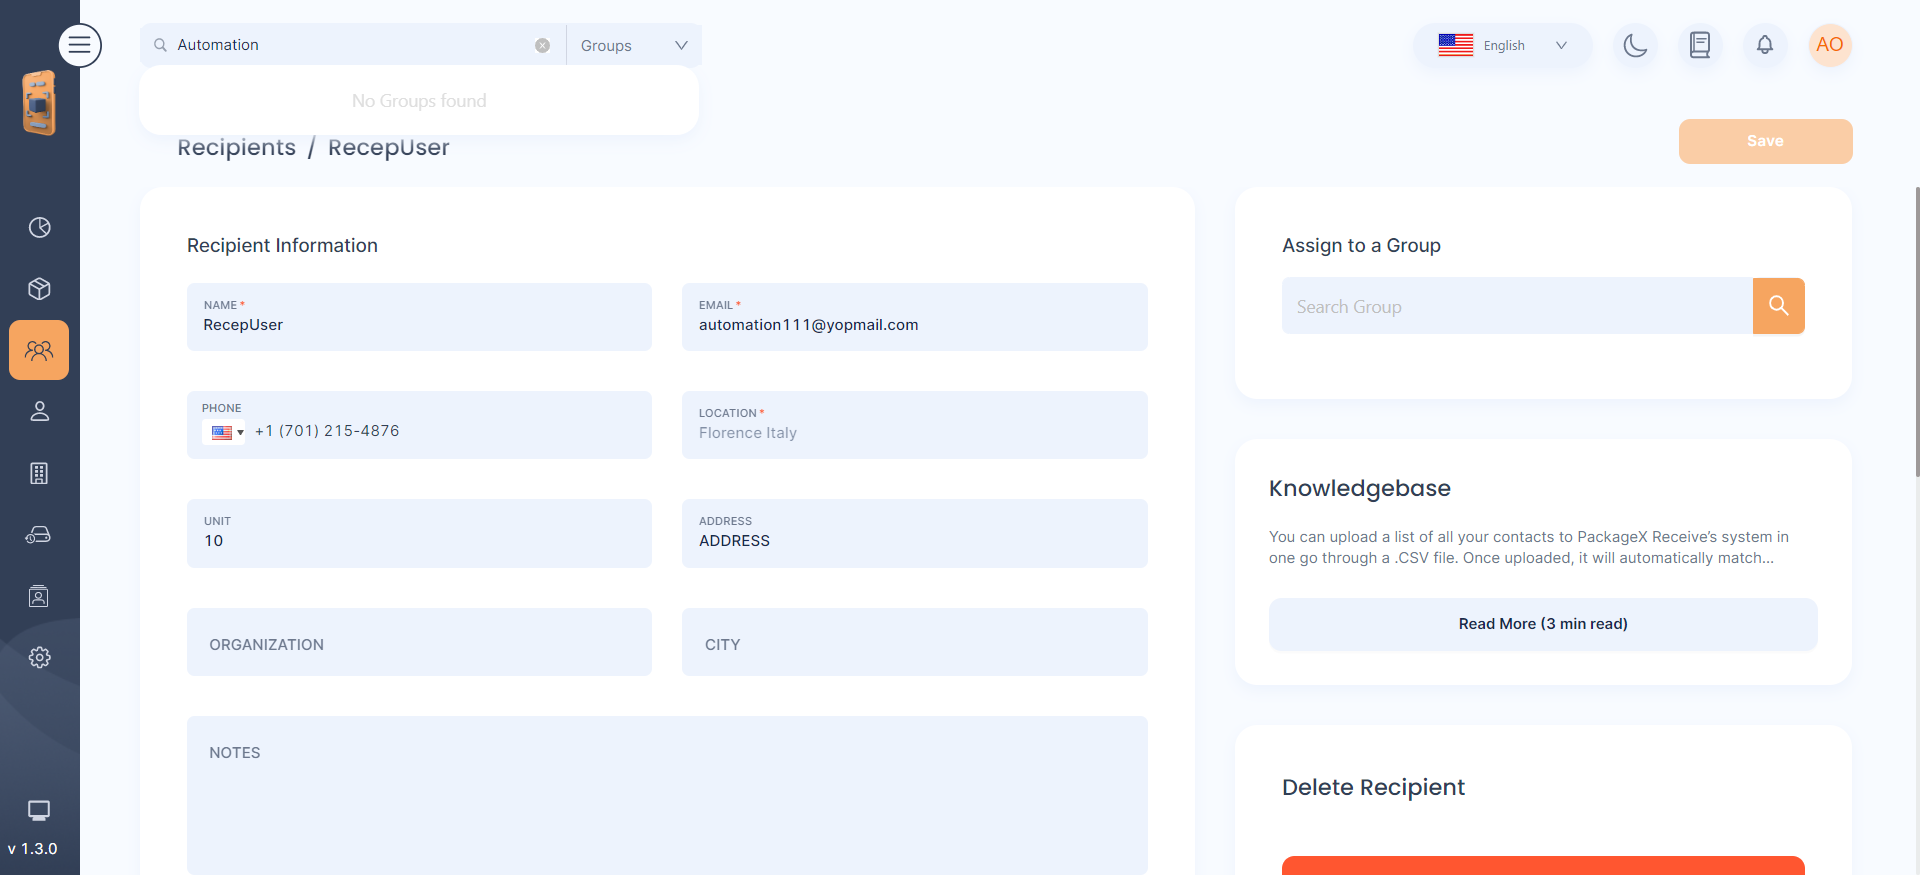 Automation
Groups
English
AO
No Groups found
Recipients / RecepUser
Save
Recipient Information
NAME *
RecepUser
EMAIL *
automation111@yopmail.com
PHONE
+1 (701) 215-4876
LOCATION *
Florence Italy
UNIT
10
ADDRESS
ADDRESS
ORGANIZATION
CITY
NOTES
Assign to a Group
Search Group
Knowledgebase
You can upload a list of all your contacts to PackageX Receive’s system in
one go through a .CSV file. Once uploaded, it will automatically match...
Read More (3 min read)
Delete Recipient
v 1.3.0